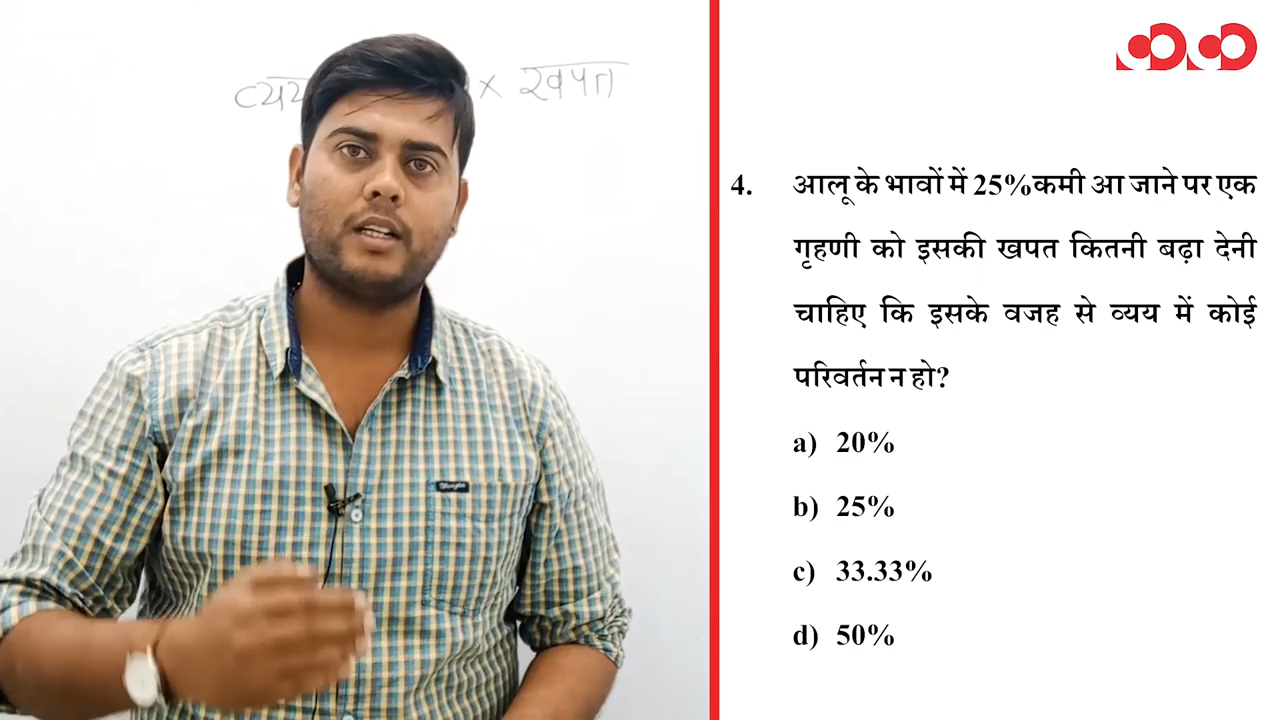 व्यय × खपत
4. आलू के भावों में 25% कमी आ जाने पर एक
गृहणी को इसकी खपत कितनी बढ़ा देनी
चाहिए कि इसके वजह से व्यय में कोई
परिवर्तन न हो?
a) 20%
b) 25%
c) 33.33%
d) 50%